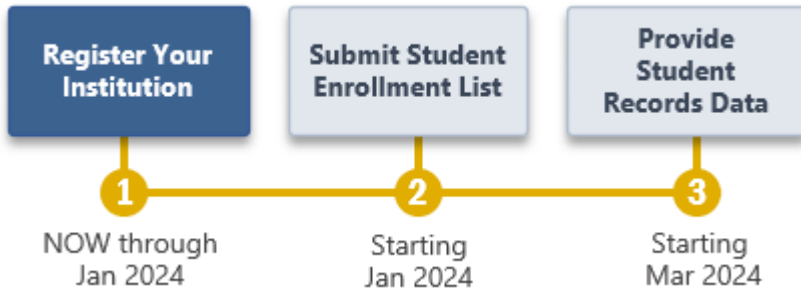 Register Your
Institution
Submit Student
Enrollment List
Provide
Student
Records Data
1
2
3
NOW through
Jan 2024
Starting
Jan 2024
Starting
Mar 2024